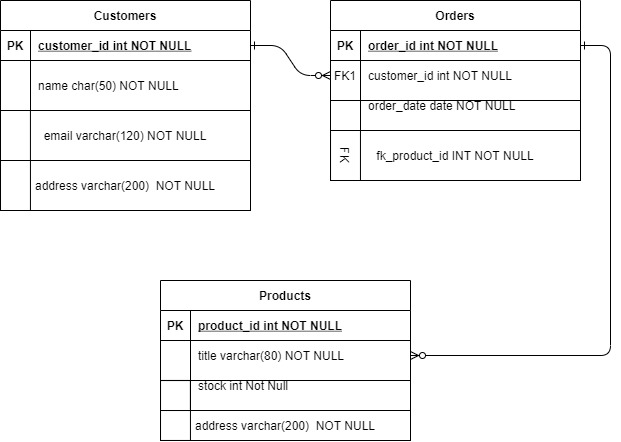 Customers
PK customer_id int NOT NULL
name char(50) NOT NULL
email varchar(120) NOT NULL
address varchar(200)  NOT NULL
Orders
PK order_id int NOT NULL
FK1 customer_id int NOT NULL
order_date date NOT NULL
FK fk_product_id INT NOT NULL
Products
PK product_id int NOT NULL
title varchar(80) NOT NULL
stock int Not Null
address varchar(200)  NOT NULL